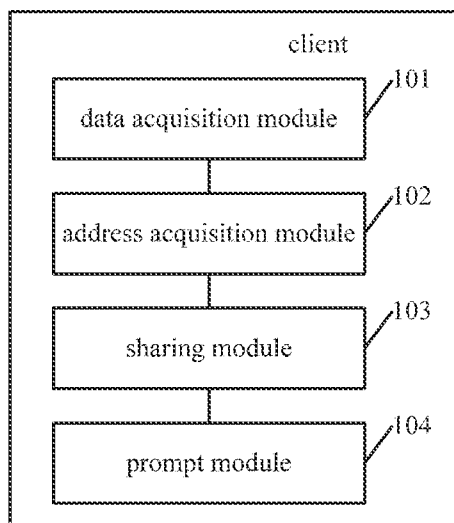 client
101
data acquisition module
102
address acquisition module
103
sharing module
104
prompt module